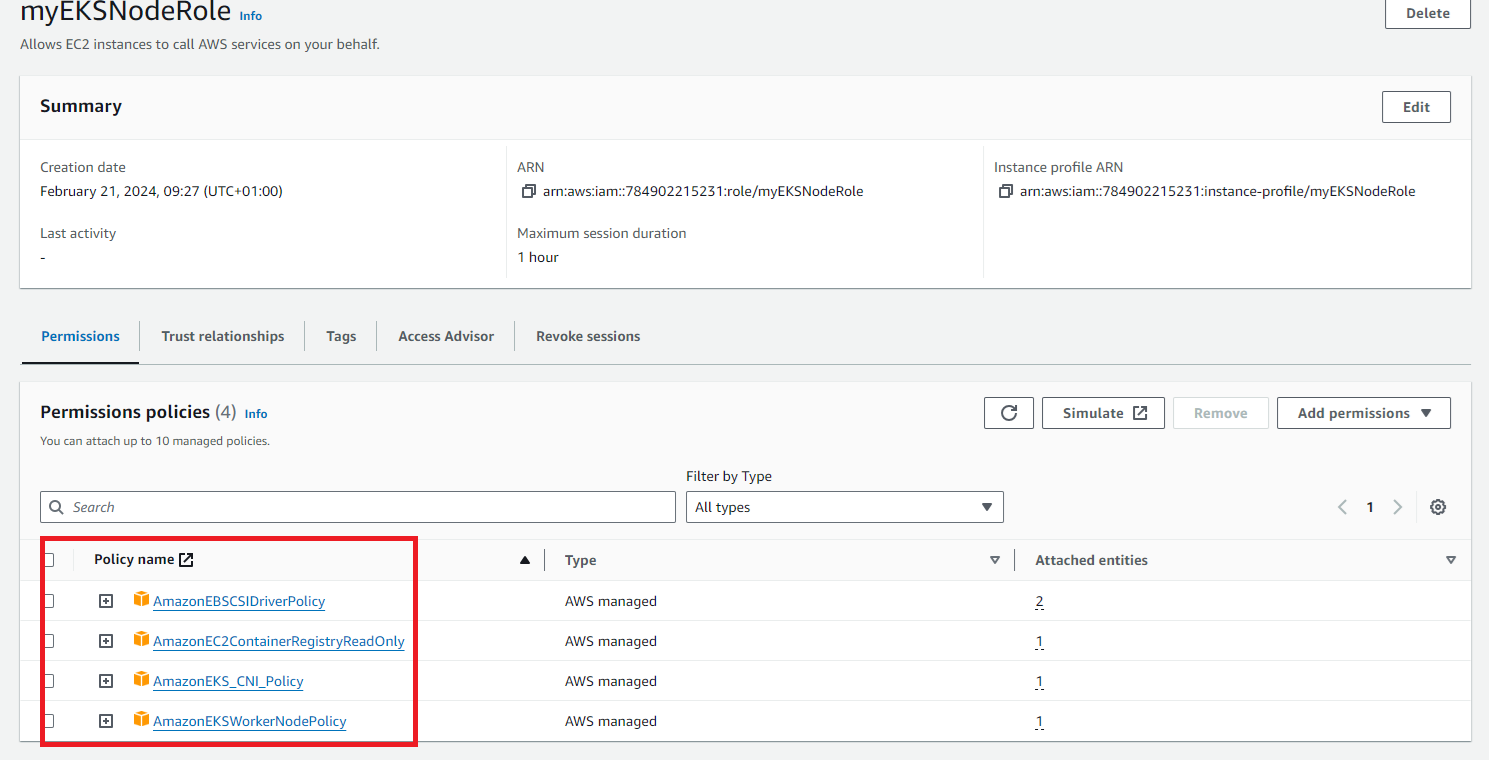 myEKSNodeRole Info
Delete
Allows EC2 instances to call AWS services on your behalf.
Summary
Edit
Creation date
February 21, 2024, 09:27 (UTC+01:00)
ARN
arn:aws:iam::784902215231:role/myEKSNodeRole
Instance profile ARN
arn:aws:iam::784902215231:instance-profile/myEKSNodeRole
Last activity
-
Maximum session duration
1 hour
Permissions Trust relationships Tags Access Advisor Revoke sessions
Permissions policies (4) Info
Simulate Remove Add permissions
You can attach up to 10 managed policies.
Filter by Type
Search All types 1
Policy name Type Attached entities
AmazonEBSCSIDriverPolicy AWS managed 2
AmazonEC2ContainerRegistryReadOnly AWS managed 1
AmazonEKS_CNI_Policy AWS managed 1
AmazonEKSWorkerNodePolicy AWS managed 1